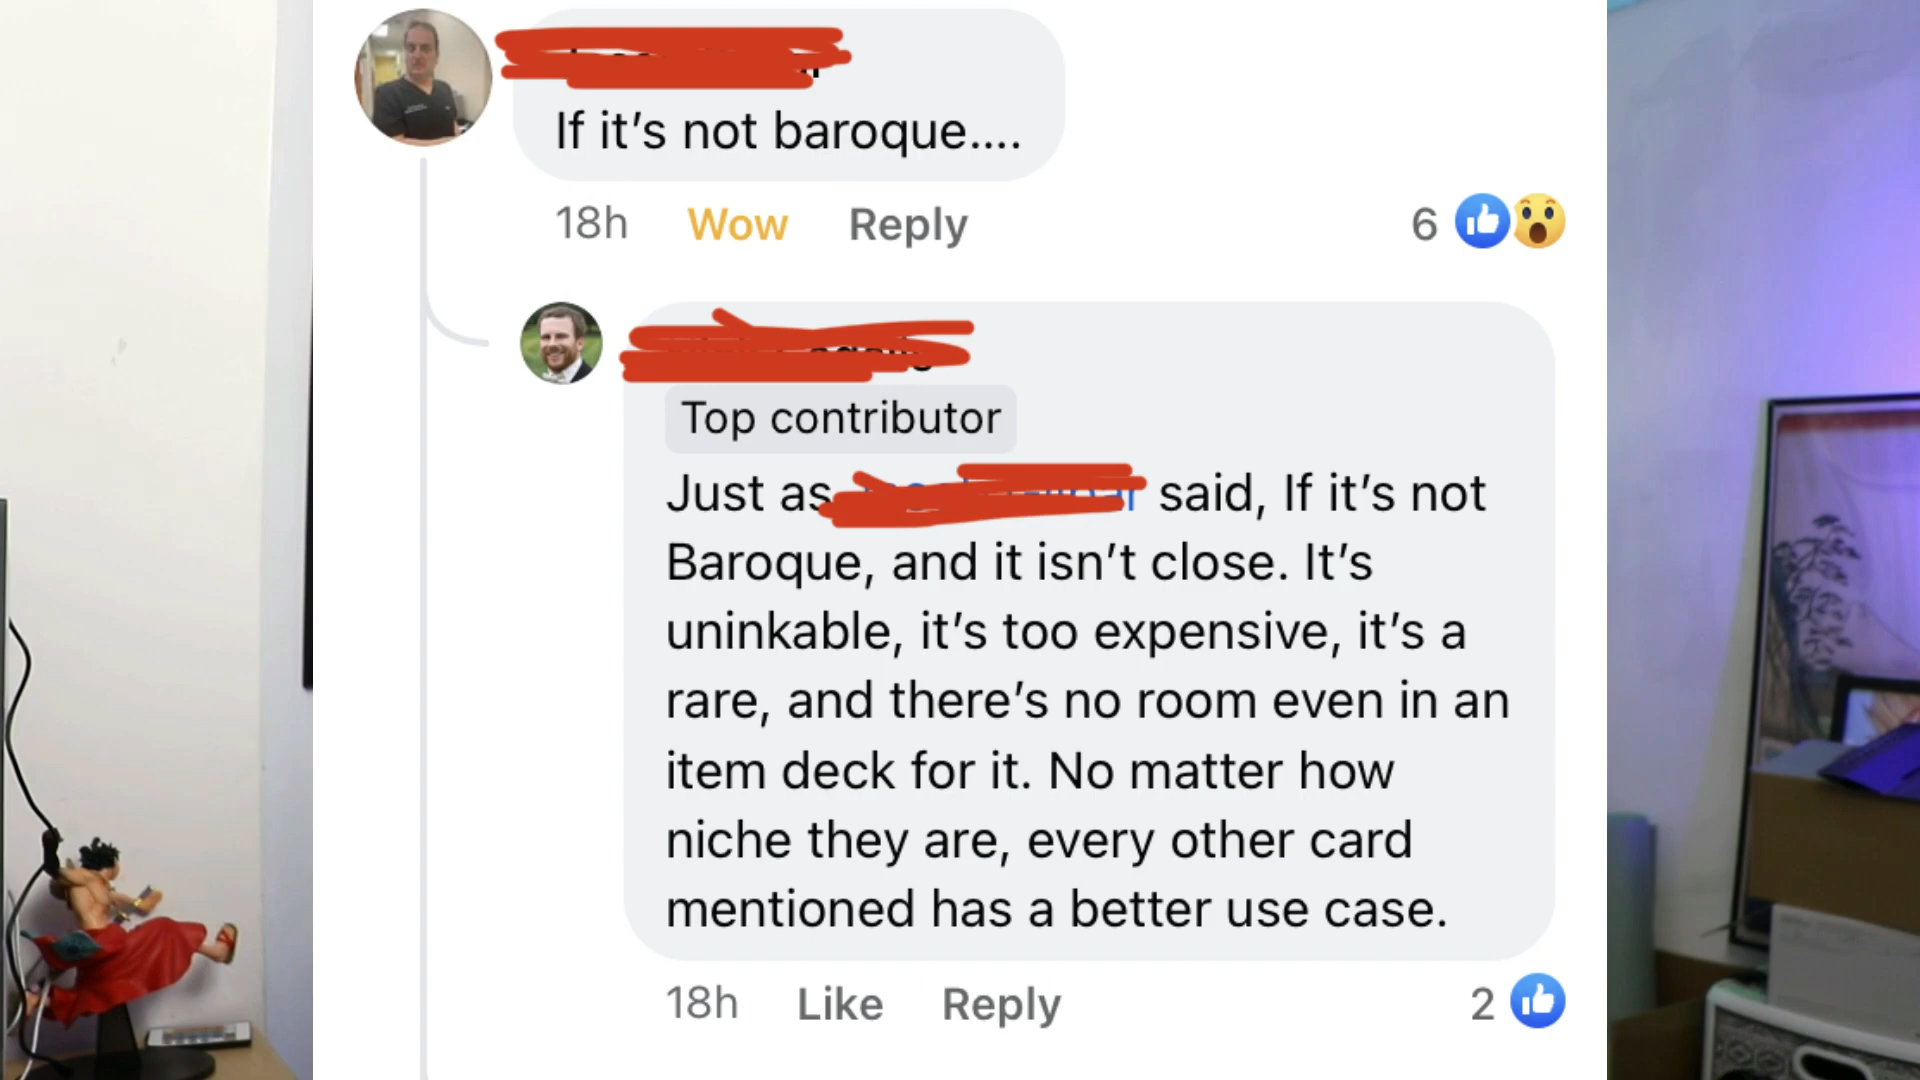 If it's not baroque....
18h Wow Reply 6
Top contributor
Just as said, If it's not
Baroque, and it isn't close. It's
uninkable, it's too expensive, it's a
rare, and there's no room even in an
item deck for it. No matter how
niche they are, every other card
mentioned has a better use case.
18h Like Reply 2